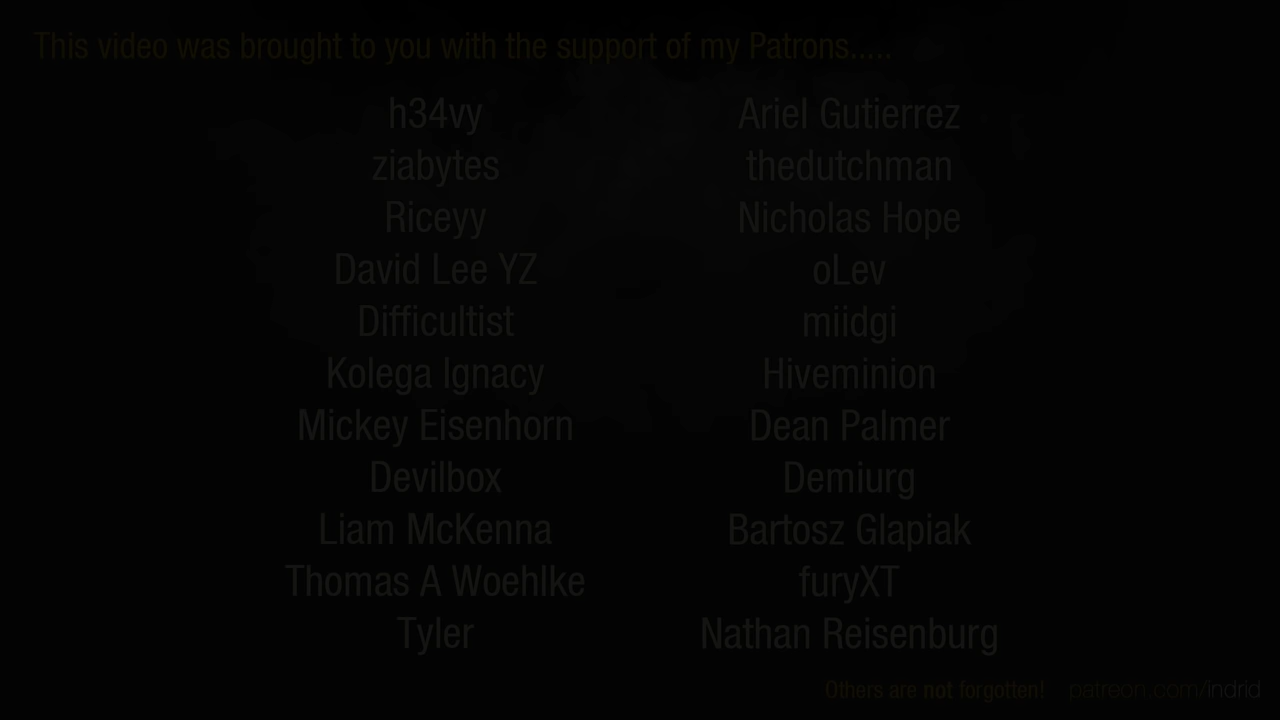 This video was brought to you with the support of my Patrons.....
h34vy
ziabytes
Riceyy
David Lee YZ
Difficultist
Kolega Ignacy
Mickey Eisenhorn
Devilbox
Liam McKenna
Thomas A Woehlke
Tyler
Ariel Gutierrez
thedutchman
Nicholas Hope
oLev
miidgi
Hiveminion
Dean Palmer
Demiurg
Bartosz Glapiak
furyXT
Nathan Reisenburg
Others are not forgotten! patreon.com/indrid